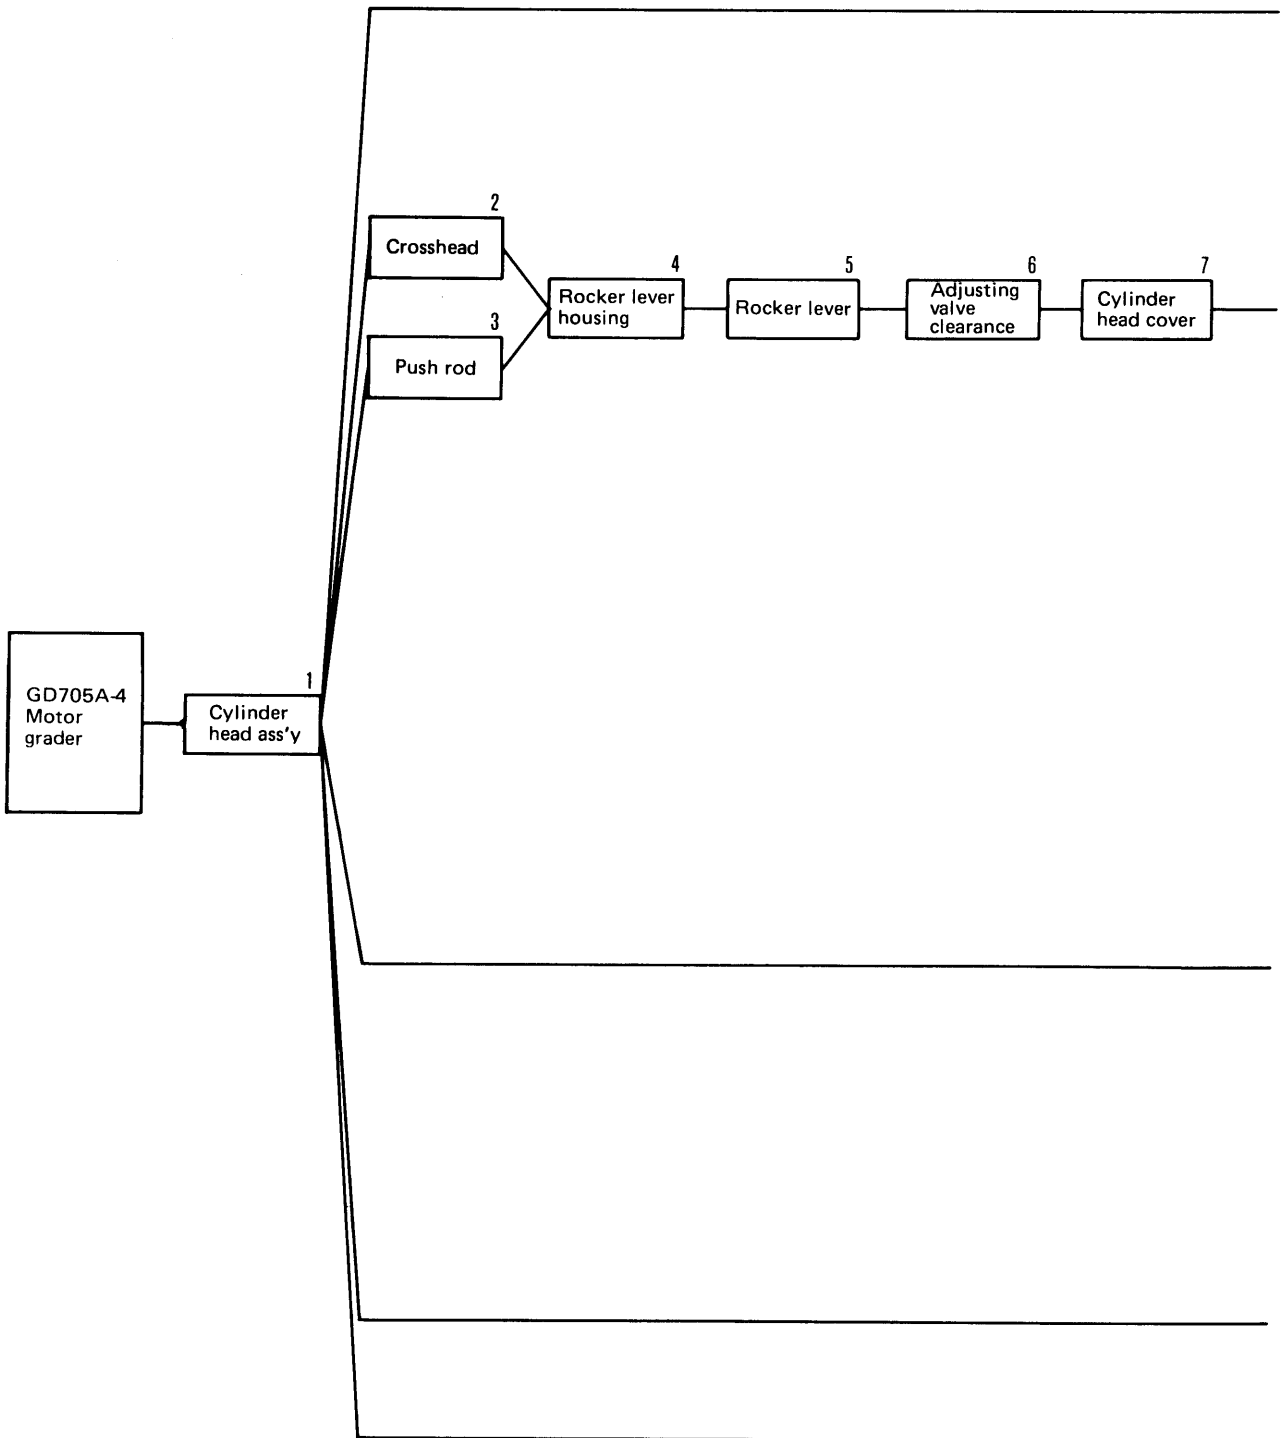 2
Crosshead
3
Push rod
4
Rocker lever
housing
5
Rocker lever
6
Adjusting
valve
clearance
7
Cylinder
head cover
GD705A-4
Motor
grader
1
Cylinder
head ass'y